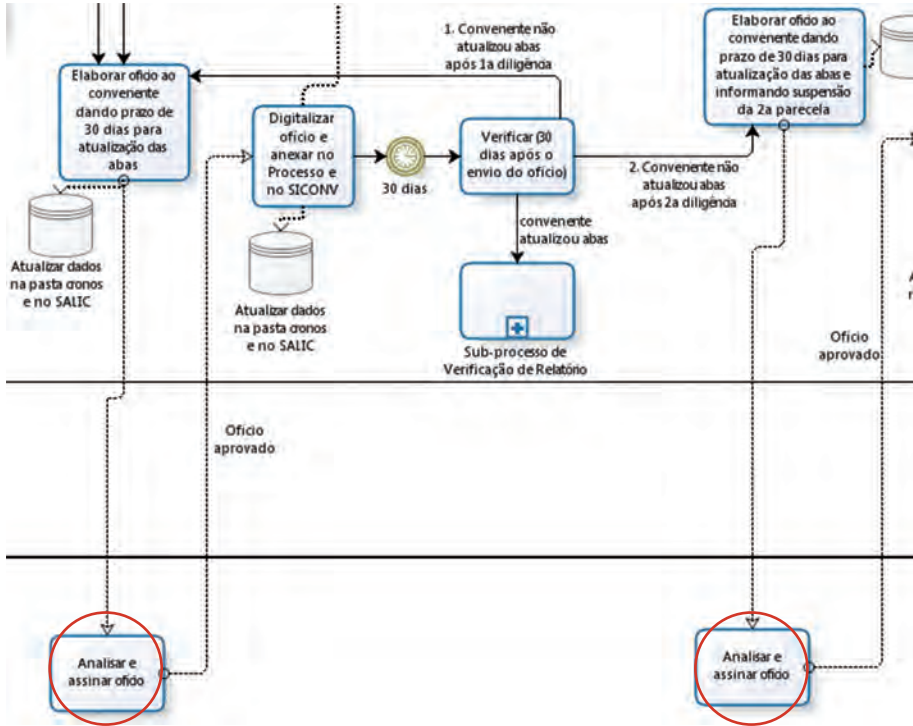 Elaborar ofício ao
convenente
dando prazo de
30 dias para
atualização das
abas
Atualizar dados
na pasta cronos
e no SALIC
Digitalizar
ofício e
anexar no
Processo e
no SICONV
Atualizar dados
na pasta cronos
e no SALIC
30 dias
1. Convenente não
atualizou abas
após 1a diligência
Verificar (30
dias após o
envio do ofício)
2. Convenente não
atualizou abas
após 2a diligência
convenente
atualizou abas
Sub-processo de
Verificação de Relatório
Elaborar oficio ao
convenente dando
prazo de 30 dias para
atualização das abas e
informando suspensão
da 2a parecela
Ofício
aprovado
Ofício
aprovado
Analisar e
assinar ofício
Analisar e
assinar ofício